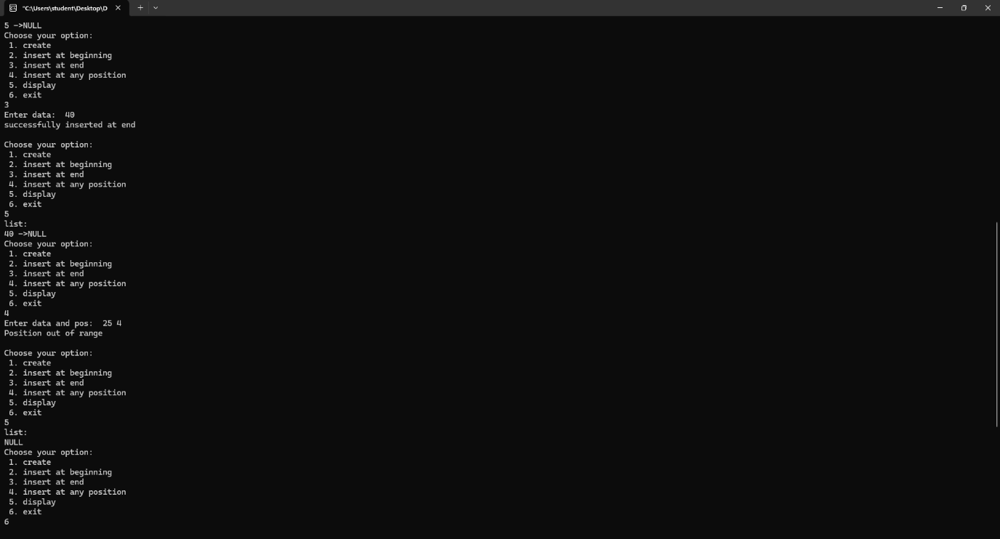 "C:\Users\student\Desktop\D
5 ->NULL
Choose your option:
1. create
2. insert at beginning
3. insert at end
4. insert at any position
5. display
6. exit
3
Enter data:  40
successfully inserted at end
Choose your option:
1. create
2. insert at beginning
3. insert at end
4. insert at any position
5. display
6. exit
5
list:
40 ->NULL
Choose your option:
1. create
2. insert at beginning
3. insert at end
4. insert at any position
5. display
6. exit
4
Enter data and pos:  25 4
Position out of range
Choose your option:
1. create
2. insert at beginning
3. insert at end
4. insert at any position
5. display
6. exit
5
list:
NULL
Choose your option:
1. create
2. insert at beginning
3. insert at end
4. insert at any position
5. display
6. exit
6